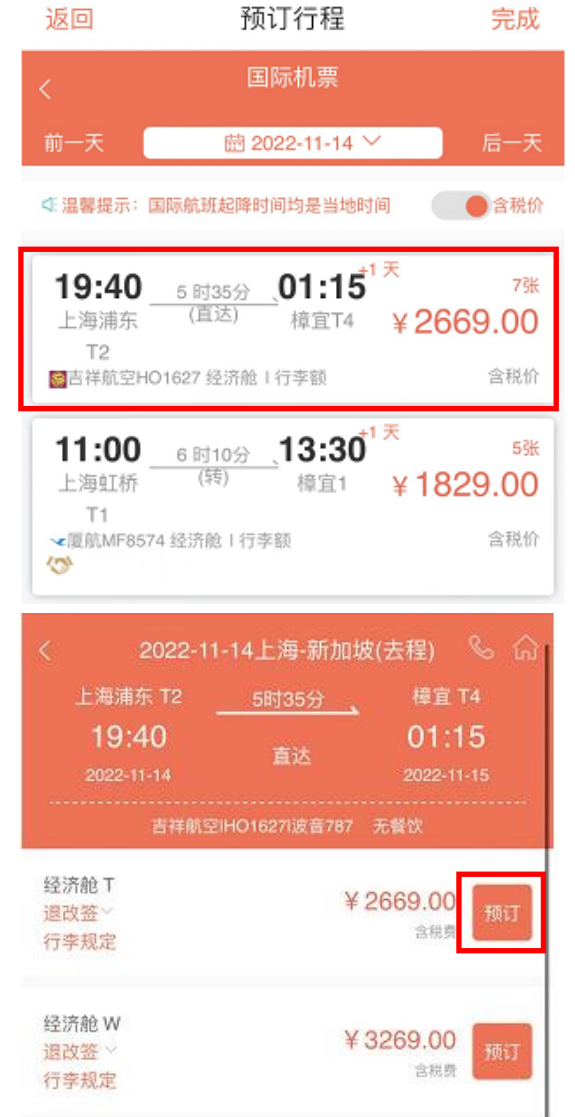 返回 预订行程 完成
国际机票
前一天 2022-11-14 后一天
温馨提示：国际航班起降时间均是当地时间 含税价
19:40 5 时35分 01:15 +1 天 7张
上海浦东 (直达) 樟宜T4 ¥2669.00
T2
吉祥航空HO1627 经济舱 | 行李额 含税价
11:00 6 时10分 13:30 +1 天 5张
上海虹桥 (转) 樟宜1 ¥1829.00
T1
厦航MF8574 经济舱 | 行李额 含税价
2022-11-14上海-新加坡(去程)
上海浦东 T2 5时35分 樟宜 T4
19:40 直达 01:15
2022-11-14 2022-11-15
吉祥航空|HO1627|波音787 无餐饮
经济舱 T
退改签 ¥2669.00 预订
行李规定 含税费
经济舱 W
退改签 ¥3269.00 预订
行李规定 含税费